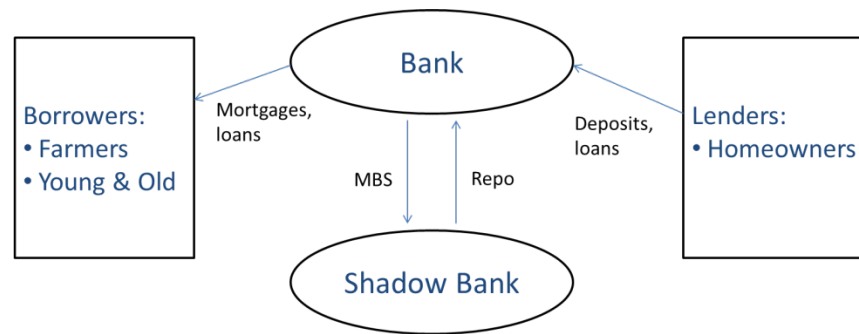 Bank
Borrowers:
• Farmers
• Young & Old
Mortgages,
loans
Deposits,
loans
Lenders:
• Homeowners
MBS
Repo
Shadow Bank